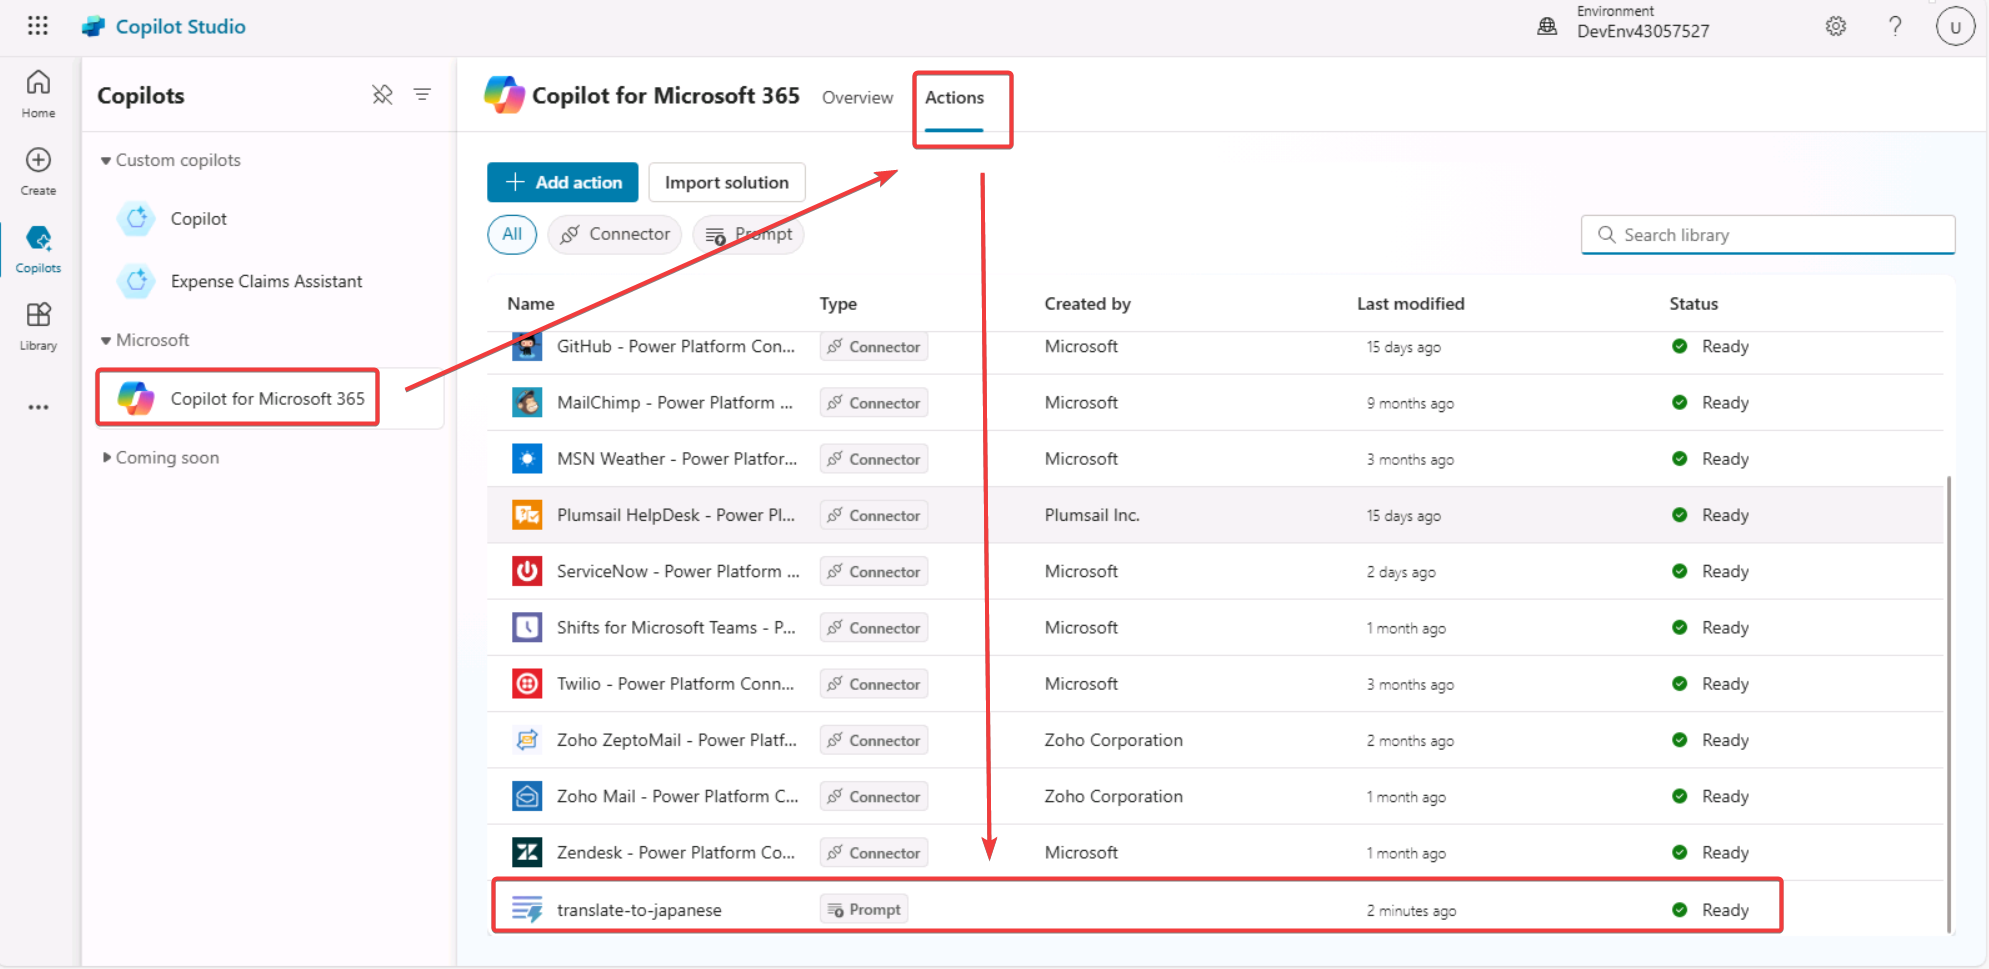 Copilot Studio
Environment
DevEnv43057527
U
Home
Create
Copilots
Library
Copilots
Custom copilots
Copilot
Expense Claims Assistant
Microsoft
Copilot for Microsoft 365
Coming soon
Copilot for Microsoft 365 Overview Actions
Add action Import solution
All Connector Prompt Search library
Name Type Created by Last modified Status
GitHub - Power Platform Con... Connector Microsoft 15 days ago Ready
MailChimp - Power Platform ... Connector Microsoft 9 months ago Ready
MSN Weather - Power Platfor... Connector Microsoft 3 months ago Ready
Plumsail HelpDesk - Power Pl... Connector Plumsail Inc. 15 days ago Ready
ServiceNow - Power Platform ... Connector Microsoft 2 days ago Ready
Shifts for Microsoft Teams - P... Connector Microsoft 1 month ago Ready
Twilio - Power Platform Conn... Connector Microsoft 3 months ago Ready
Zoho ZeptoMail - Power Platf... Connector Zoho Corporation 2 months ago Ready
Zoho Mail - Power Platform C... Connector Zoho Corporation 1 month ago Ready
Zendesk - Power Platform Co... Connector Microsoft 1 month ago Ready
translate-to-japanese Prompt 2 minutes ago Ready